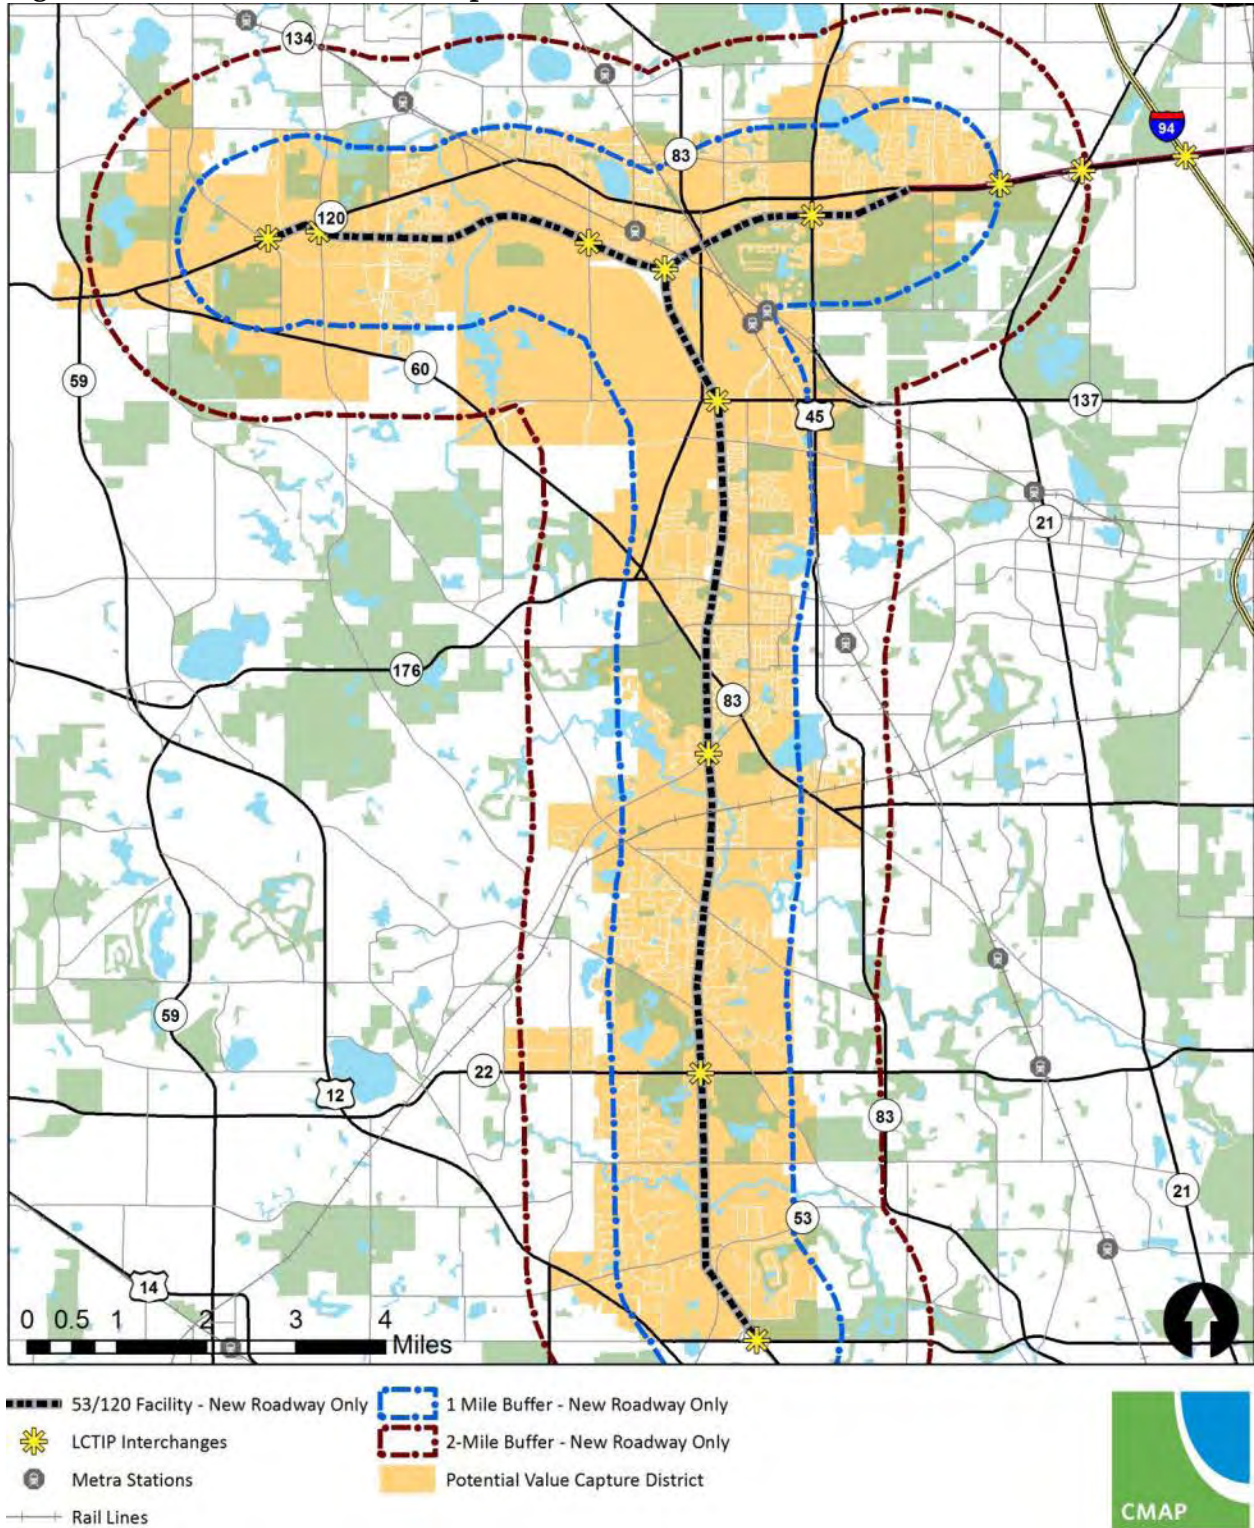 134
94
83
120
59
60
45
137
21
176
83
59
22
12
83
53
21
14
0 0.5 1 2 3 4
Miles
53/120 Facility - New Roadway Only
1 Mile Buffer - New Roadway Only
LCTIP Interchanges
2-Mile Buffer - New Roadway Only
Metra Stations
Potential Value Capture District
Rail Lines
CMAP